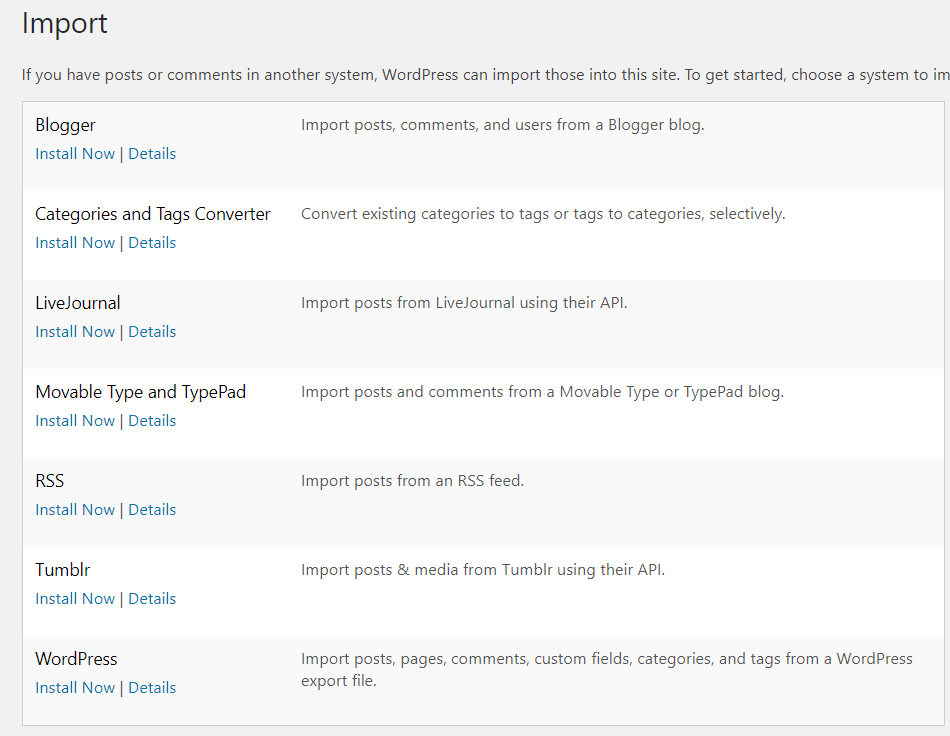 Import
If you have posts or comments in another system, WordPress can import those into this site. To get started, choose a system to im
Blogger
Import posts, comments, and users from a Blogger blog.
Install Now | Details
Categories and Tags Converter
Convert existing categories to tags or tags to categories, selectively.
Install Now | Details
LiveJournal
Import posts from LiveJournal using their API.
Install Now | Details
Movable Type and TypePad
Import posts and comments from a Movable Type or TypePad blog.
Install Now | Details
RSS
Import posts from an RSS feed.
Install Now | Details
Tumblr
Import posts & media from Tumblr using their API.
Install Now | Details
WordPress
Import posts, pages, comments, custom fields, categories, and tags from a WordPress
export file.
Install Now | Details